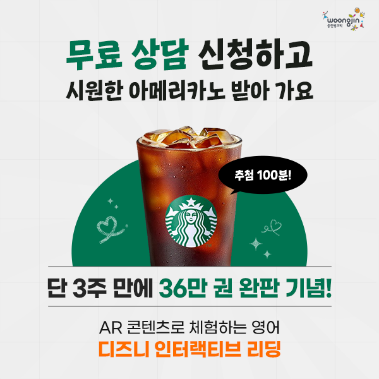 woongjin
무료 상담 신청하고
시원한 아메리카노 받아 가요
추첨 100분!
단 3주 만에 36만 권 완판 기념!
AR 콘텐츠로 체험하는 영어
디즈니 인터랙티브 리딩